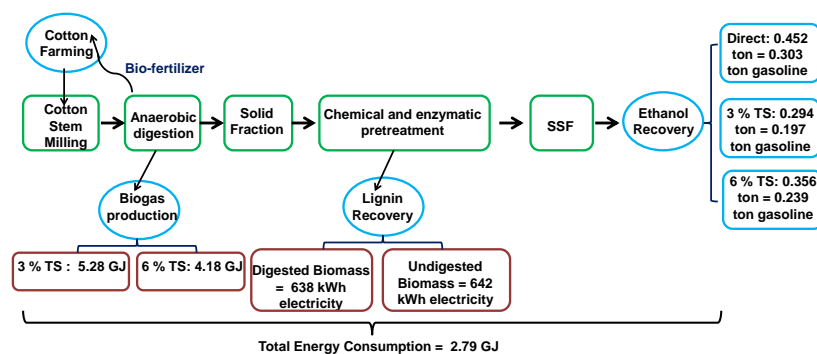 Cotton
Farming
Bio-fertilizer
Cotton
Stem
Milling
Anaerobic
digestion
Solid
Fraction
Chemical and enzymatic
pretreatment
SSF
Ethanol
Recovery
Direct: 0.452
ton = 0.303
ton gasoline
3 % TS: 0.294
ton = 0.197
ton gasoline
6 % TS: 0.356
ton = 0.239
ton gasoline
Biogas
production
Lignin
Recovery
3 % TS : 5.28 GJ
6 % TS: 4.18 GJ
Digested Biomass
= 638 kWh
electricity
Undigested
Biomass = 642
kWh electricity
Total Energy Consumption = 2.79 GJ